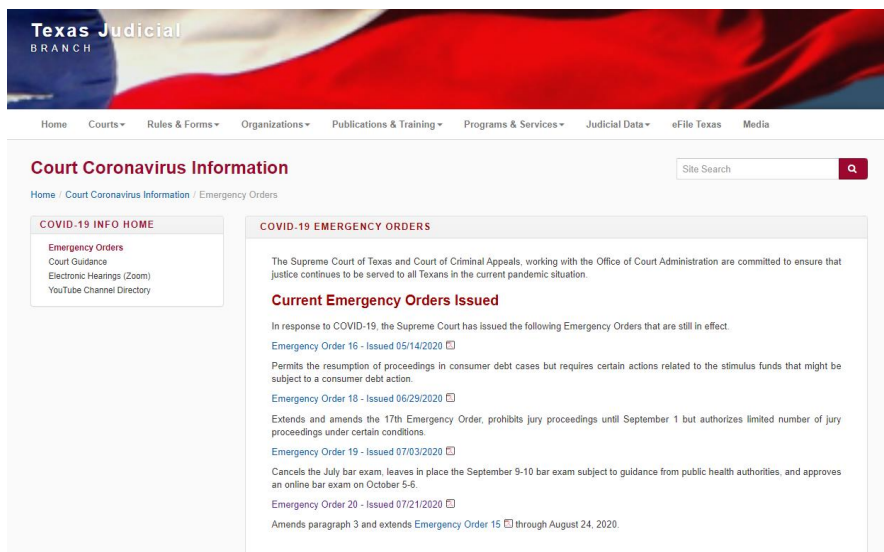 Texas Judicial
BRANCH
Home Courts Rules & Forms Organizations Publications & Training Programs & Services Judicial Data eFile Texas Media
Court Coronavirus Information
Site Search
Home / Court Coronavirus Information / Emergency Orders
COVID-19 INFO HOME
Emergency Orders
Court Guidance
Electronic Hearings (Zoom)
YouTube Channel Directory
COVID-19 EMERGENCY ORDERS
The Supreme Court of Texas and Court of Criminal Appeals, working with the Office of Court Administration are committed to ensure that
justice continues to be served to all Texans in the current pandemic situation.
Current Emergency Orders Issued
In response to COVID-19, the Supreme Court has issued the following Emergency Orders that are still in effect.
Emergency Order 16 - Issued 05/14/2020
Permits the resumption of proceedings in consumer debt cases but requires certain actions related to the stimulus funds that might be
subject to a consumer debt action.
Emergency Order 18 - Issued 06/29/2020
Extends and amends the 17th Emergency Order, prohibits jury proceedings until September 1 but authorizes limited number of jury
proceedings under certain conditions.
Emergency Order 19 - Issued 07/03/2020
Cancels the July bar exam, leaves in place the September 9-10 bar exam subject to guidance from public health authorities, and approves
an online bar exam on October 5-6.
Emergency Order 20 - Issued 07/21/2020
Amends paragraph 3 and extends Emergency Order 15 through August 24, 2020.